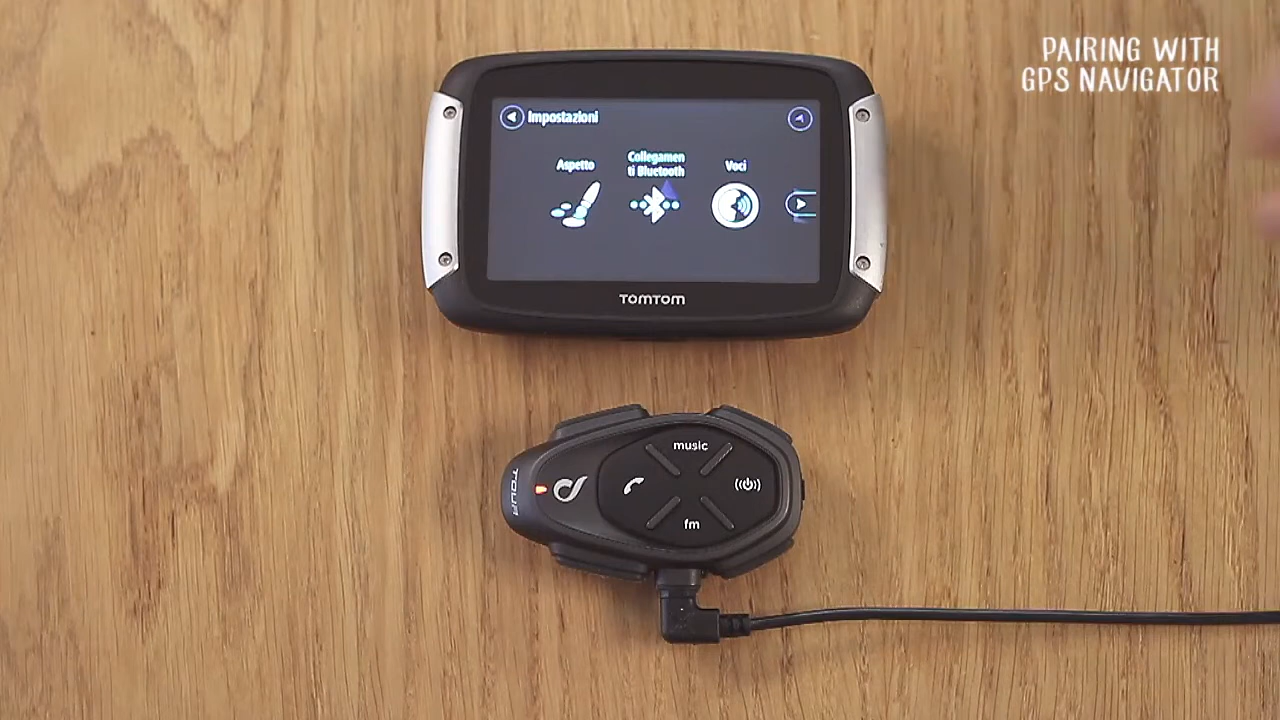 PAIRING WITH
GPS NAVIGATOR
Impostazioni
Aspetto
Collegamen
ti Bluetooth
Voci
TOMTOM
music
TOUR
fm